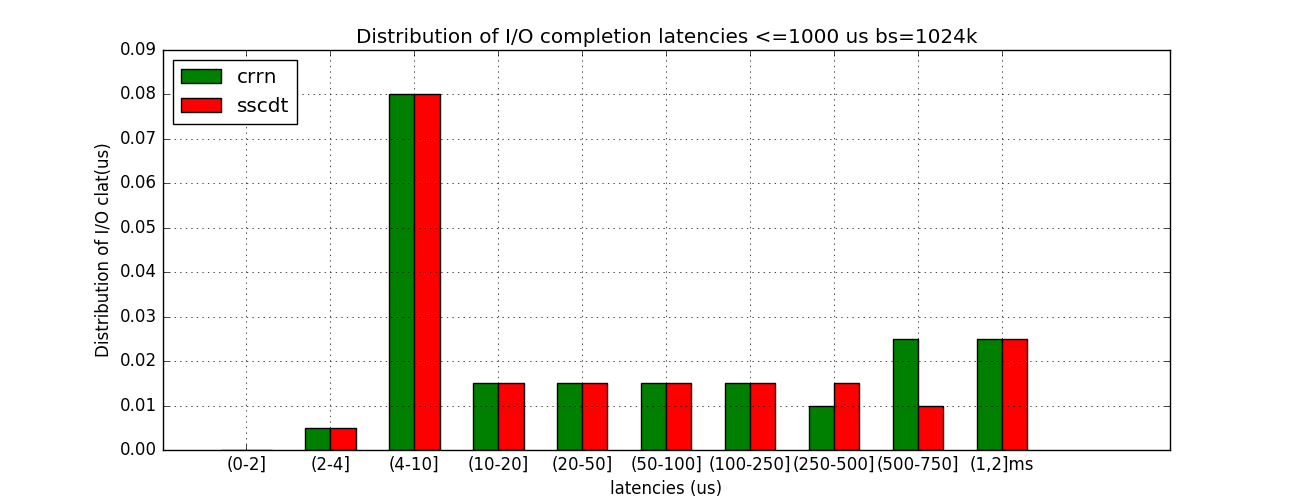 Distribution of I/O completion latencies <=1000 us bs=1024k
crrn
sscdt
Distribution of I/O clat(us)
0.09
0.08
0.07
0.06
0.05
0.04
0.03
0.02
0.01
0.00
(0-2] (2-4] (4-10] (10-20] (20-50] (50-100] (100-250] (250-500] (500-750] (1,2]ms
latencies (us)